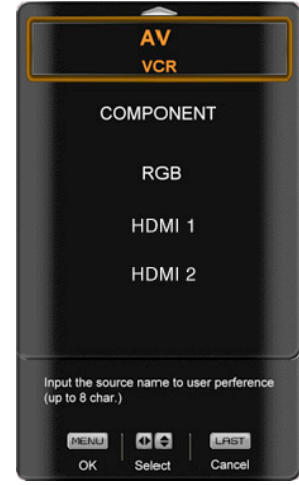 AV
VCR
COMPONENT
RGB
HDMI 1
HDMI 2
Input the source name to user perference
(up to 8 char.)
MENU LAST
OK Select Cancel